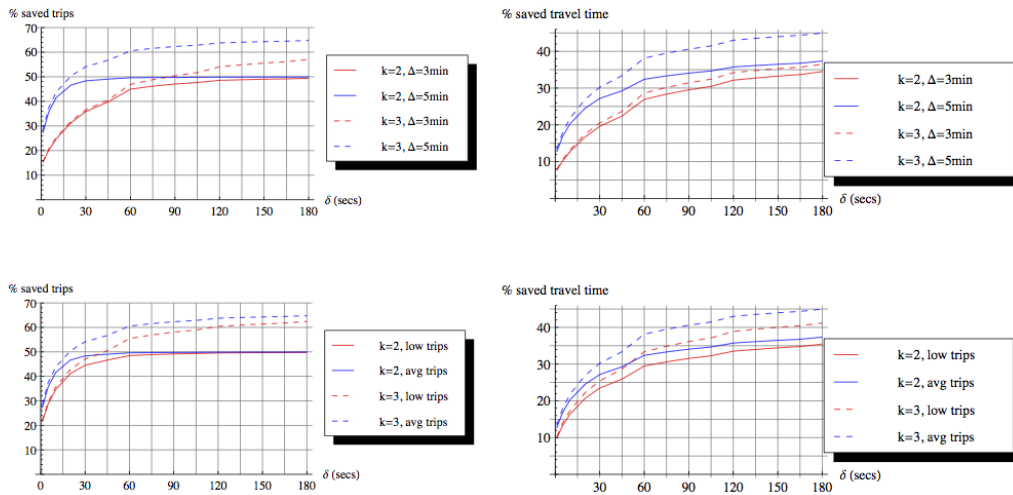 % saved trips
70
60
50
40
30
20
10
0 30 60 90 120 150 180
δ (secs)
k=2, Δ=3min
k=2, Δ=5min
k=3, Δ=3min
k=3, Δ=5min
% saved travel time
40
30
20
10
30 60 90 120 150 180
δ (secs)
k=2, Δ=3min
k=2, Δ=5min
k=3, Δ=3min
k=3, Δ=5min
% saved trips
70
60
50
40
30
20
10
0 30 60 90 120 150 180
δ (secs)
k=2, low trips
k=2, avg trips
k=3, low trips
k=3, avg trips
% saved travel time
40
30
20
10
30 60 90 120 150 180
δ (secs)
k=2, low trips
k=2, avg trips
k=3, low trips
k=3, avg trips